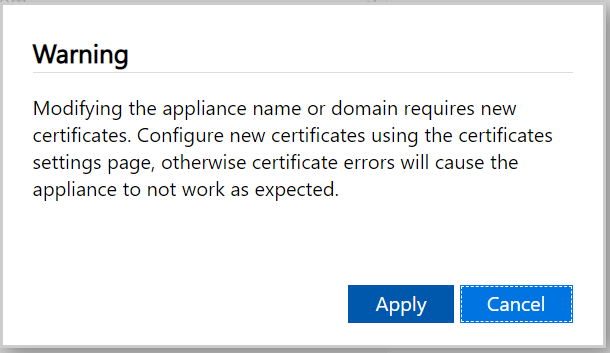 Warning
Modifying the appliance name or domain requires new
certificates. Configure new certificates using the certificates
settings page, otherwise certificate errors will cause the
appliance to not work as expected.
Apply
Cancel